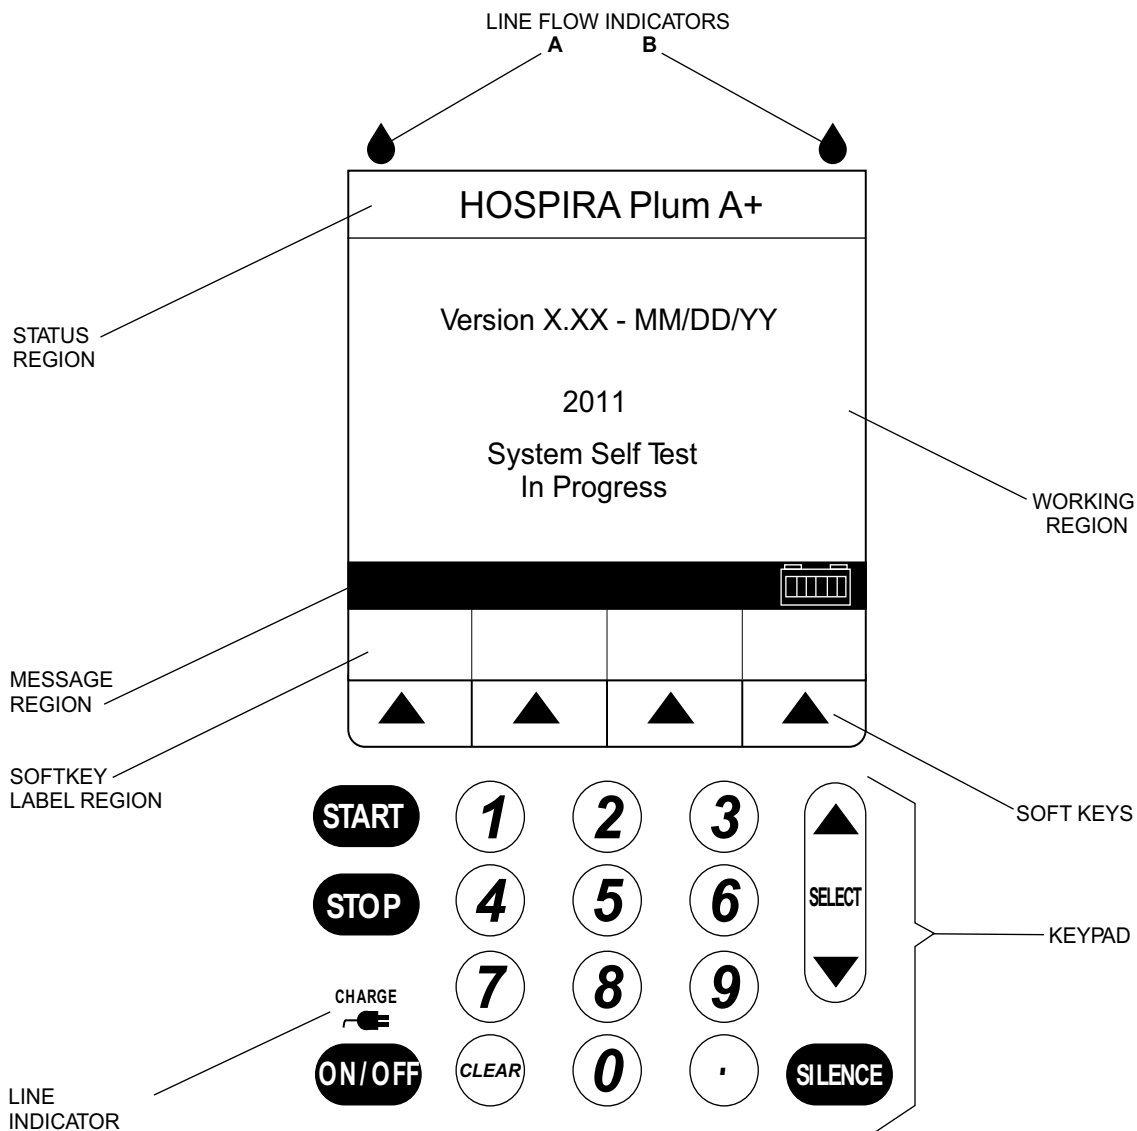 LINE FLOW INDICATORS
A B
HOSPIRA Plum A+
Version X.XX - MM/DD/YY
2011
System Self Test
In Progress
STATUS
REGION
WORKING
REGION
MESSAGE
REGION
SOFTKEY
LABEL REGION
SOFT KEYS
START 1 2 3
STOP 4 5 6 SELECT
KEYPAD
7 8 9
CHARGE
ON/OFF CLEAR 0 . SILENCE
LINE
INDICATOR